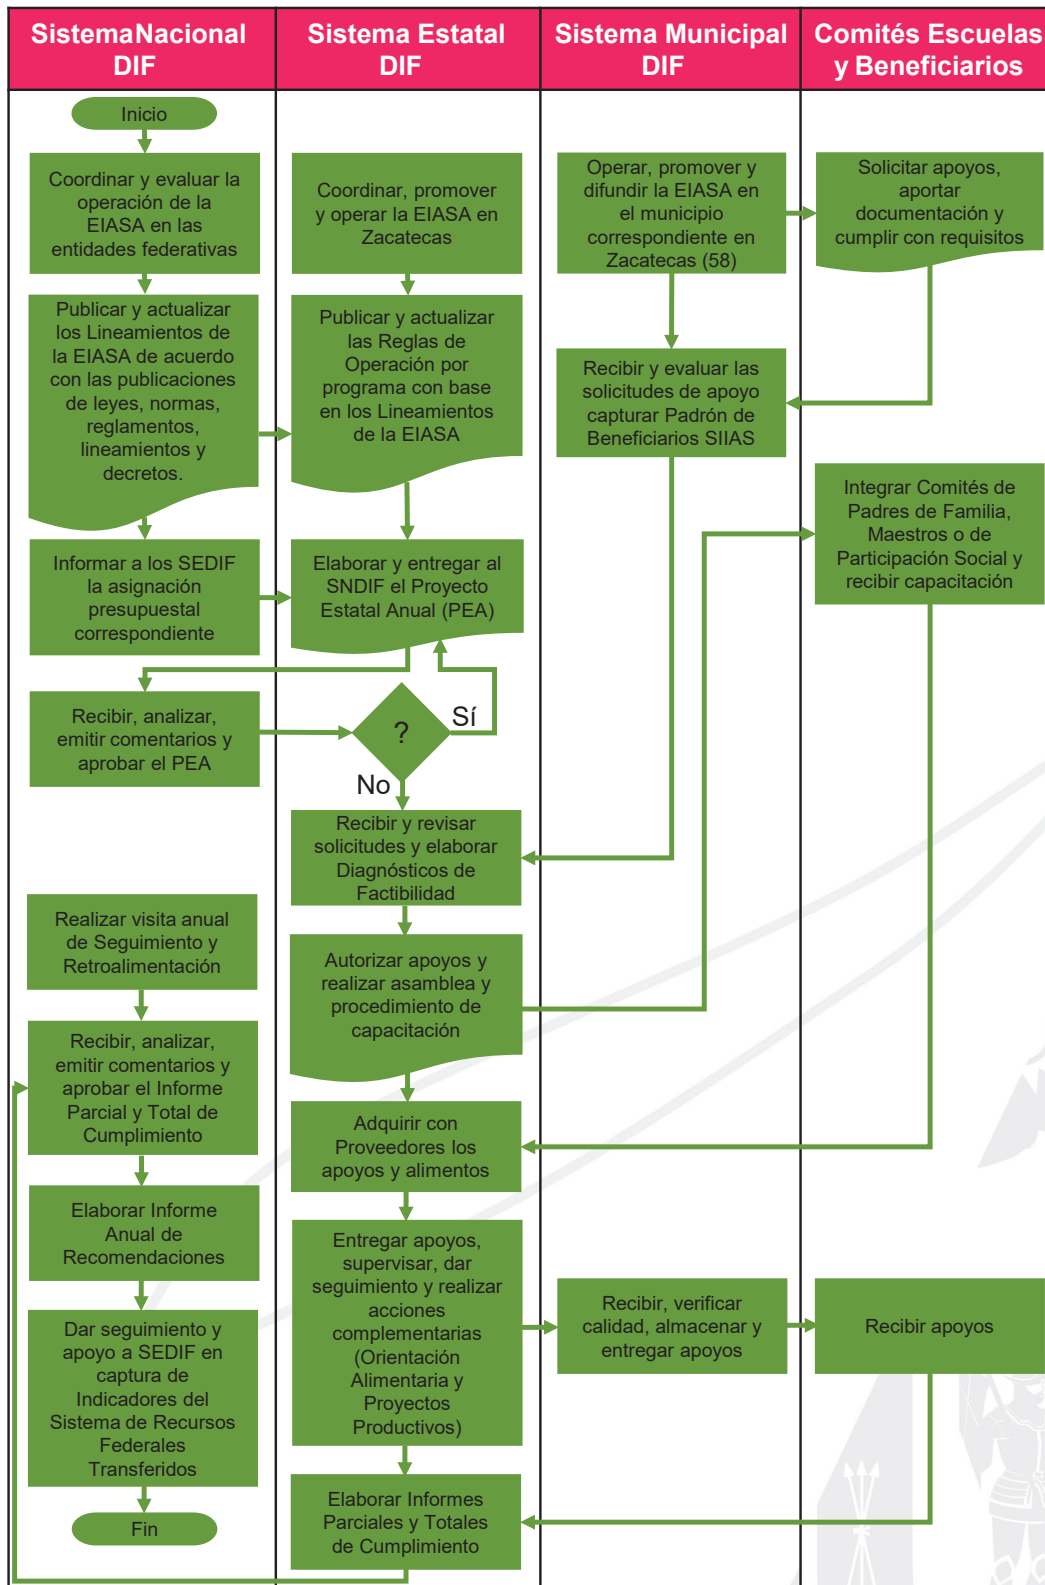 SistemaNacional
DIF
Sistema Estatal
DIF
Sistema Municipal
DIF
Comités Escuelas
y Beneficiarios
Inicio
Coordinar y evaluar la
operación de la
EIASA en las
entidades federativas
Coordinar, promover
y operar la EIASA en
Zacatecas
Operar, promover y
difundir la EIASA en
el municipio
correspondiente en
Zacatecas (58)
Solicitar apoyos,
aportar
documentación y
cumplir con requisitos
Publicar y actualizar
los Lineamientos de
la EIASA de acuerdo
con las publicaciones
de leyes, normas,
reglamentos,
lineamientos y
decretos.
Publicar y actualizar
las Reglas de
Operación por
programa con base
en los Lineamientos
de la EIASA
Recibir y evaluar las
solicitudes de apoyo
capturar Padrón de
Beneficiarios SIIAS
Integrar Comités de
Padres de Familia,
Maestros o de
Participación Social y
recibir capacitación
Informar a los SEDIF
la asignación
presupuestal
correspondiente
Elaborar y entregar al
SNDIF el Proyecto
Estatal Anual (PEA)
Recibir, analizar,
emitir comentarios y
aprobar el PEA
?
Sí
No
Recibir y revisar
solicitudes y elaborar
Diagnósticos de
Factibilidad
Realizar visita anual
de Seguimiento y
Retroalimentación
Autorizar apoyos y
realizar asamblea y
procedimiento de
capacitación
Recibir, analizar,
emitir comentarios y
aprobar el Informe
Parcial y Total de
Cumplimiento
Adquirir con
Proveedores los
apoyos y alimentos
Elaborar Informe
Anual de
Recomendaciones
Entregar apoyos,
supervisar, dar
seguimiento y realizar
acciones
complementarias
(Orientación
Alimentaria y
Proyectos
Productivos)
Recibir, verificar
calidad, almacenar y
entregar apoyos
Recibir apoyos
Dar seguimiento y
apoyo a SEDIF en
captura de
Indicadores del
Sistema de Recursos
Federales
Transferidos
Elaborar Informes
Parciales y Totales
de Cumplimiento
Fin